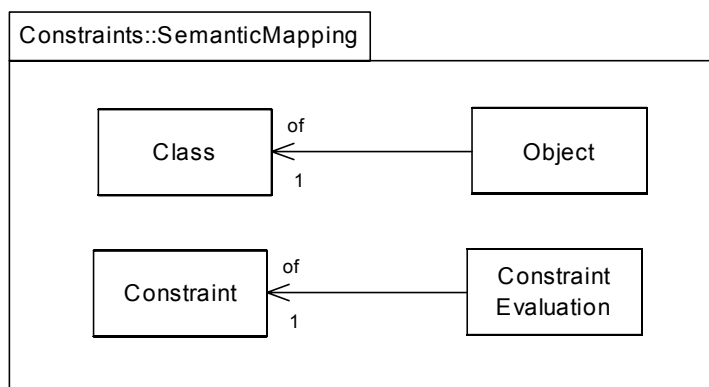 Constraints::SemanticMapping
of
Class
Object
1
of
Constraint
Constraint
Evaluation
1